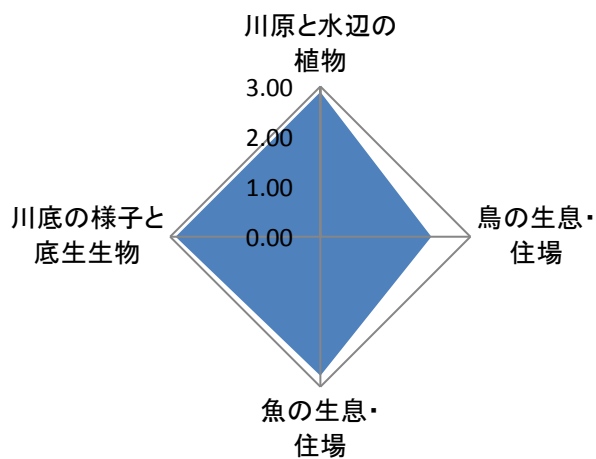 川原と水辺の
植物
3.00
2.00
1.00
0.00
鳥の生息・
住場
川底の様子と
底生生物
魚の生息・
住場